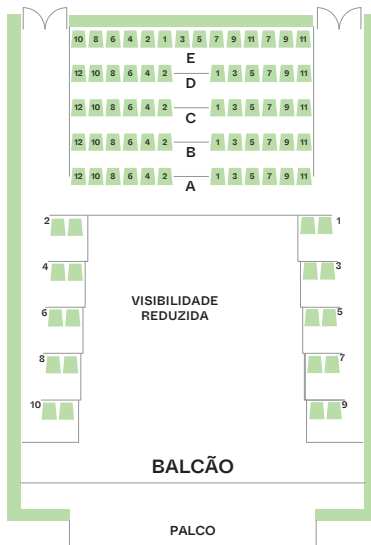 10 8 6 4 2 1 3 5 7 9 11 7 9 11
E
12 10 8 6 4 2 1 3 5 7 9 11
D
12 10 8 6 4 2 1 3 5 7 9 11
C
12 10 8 6 4 2 1 3 5 7 9 11
B
12 10 8 6 4 2 1 3 5 7 9 11
A
2 1
4 3
VISIBILIDADE
REDUZIDA
6 5
8 7
10 9
BALCÃO
PALCO